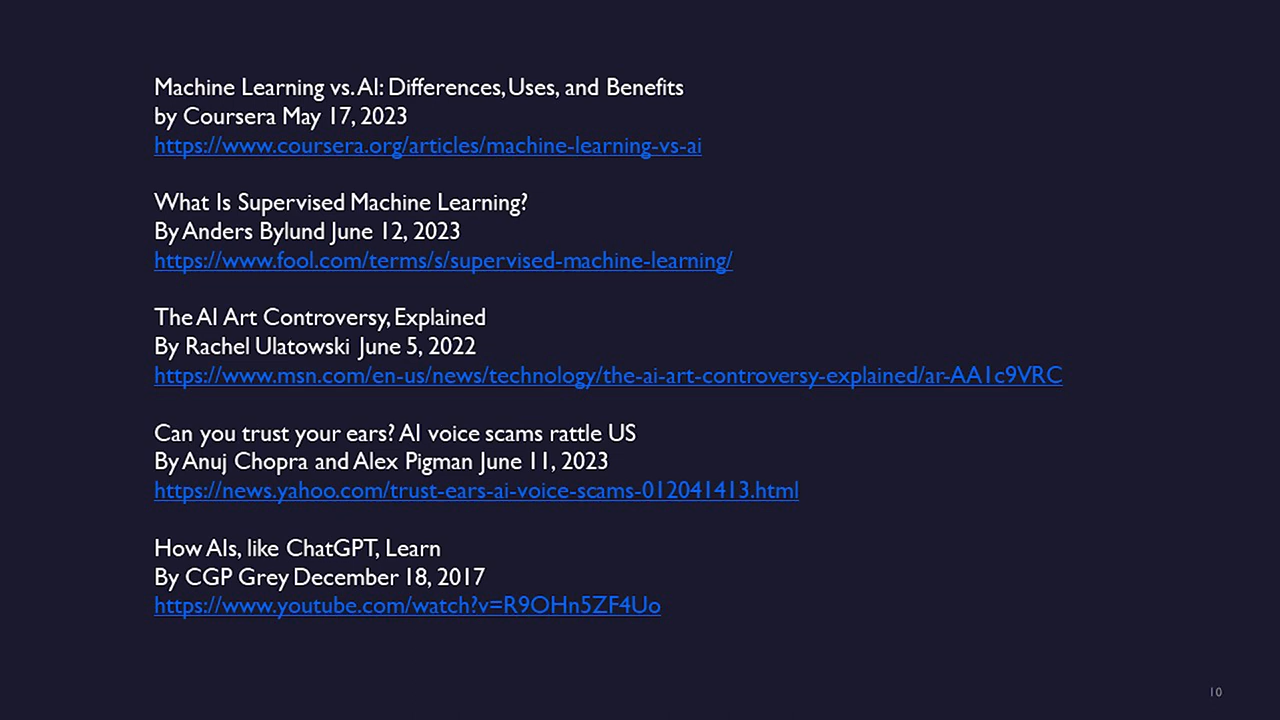 Machine Learning vs. AI: Differences, Uses, and Benefits
by Coursera May 17, 2023
https://www.coursera.org/articles/machine-learning-vs-ai
What Is Supervised Machine Learning?
By Anders Bylund June 12, 2023
https://www.fool.com/terms/s/supervised-machine-learning/
The AI Art Controversy, Explained
By Rachel Ulatowski June 5, 2022
https://www.msn.com/en-us/news/technology/the-ai-art-controversy-explained/ar-AA1c9VRC
Can you trust your ears? AI voice scams rattle US
By Anuj Chopra and Alex Pigman June 11, 2023
https://news.yahoo.com/trust-ears-ai-voice-scams-012041413.html
How AIs, like ChatGPT, Learn
By CGP Grey December 18, 2017
https://www.youtube.com/watch?v=R9OHn5ZF4Uo
10